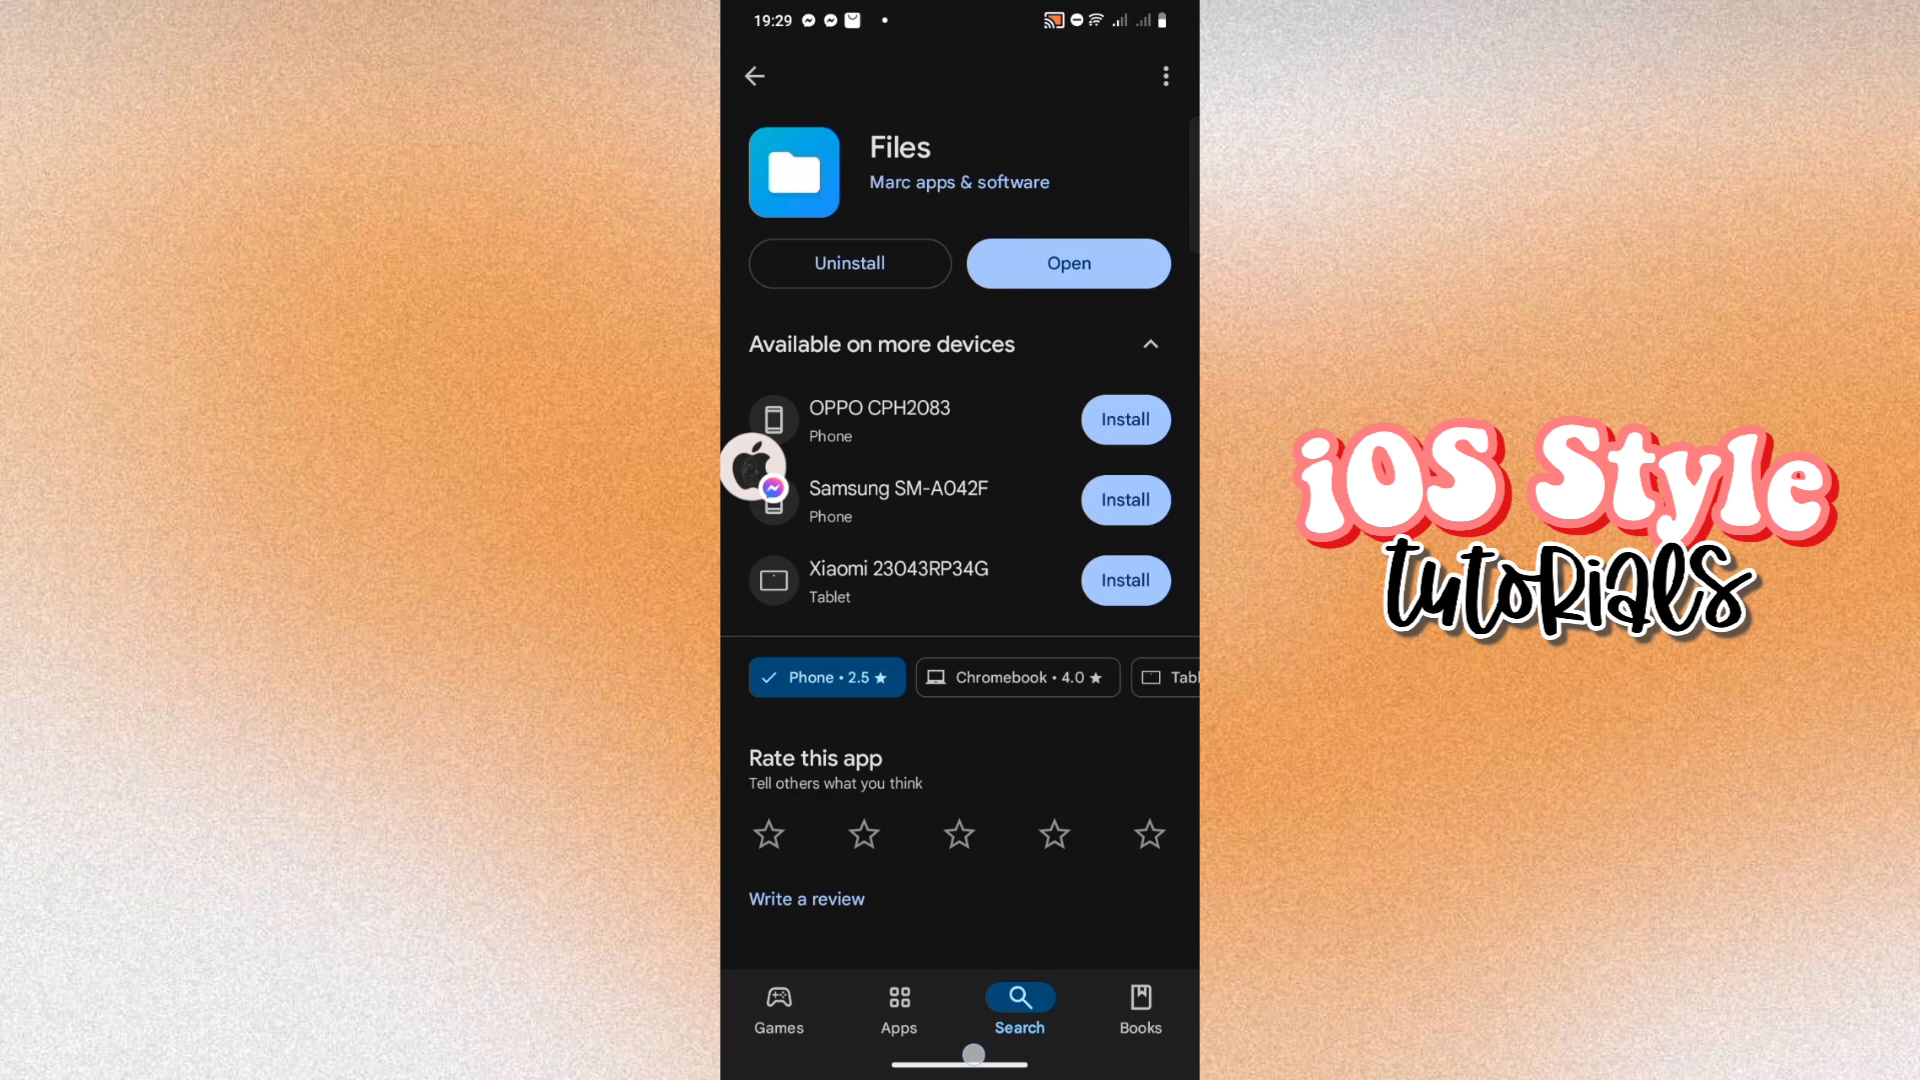 19:29
Files
Marc apps & software
Uninstall
Open
Available on more devices
OPPO CPH2083
Phone
Install
Samsung SM-A042F
Phone
Install
Xiaomi 23043RP34G
Tablet
Install
Phone • 2.5 ★
Chromebook • 4.0 ★
Tabl
Rate this app
Tell others what you think
Write a review
Games
Apps
Search
Books
iOS Style
tutoRials